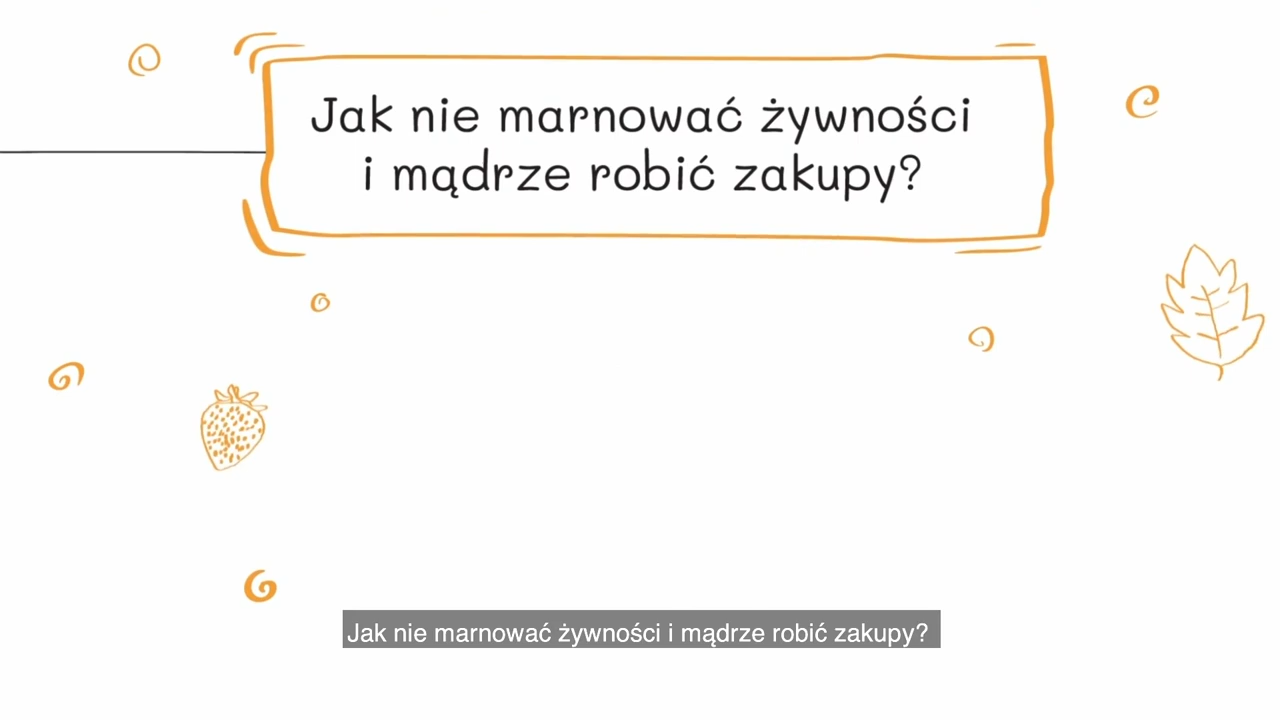 Jak nie marnować żywności
i mądrze robić zakupy?
Jak nie marnować żywności i mądrze robić zakupy?